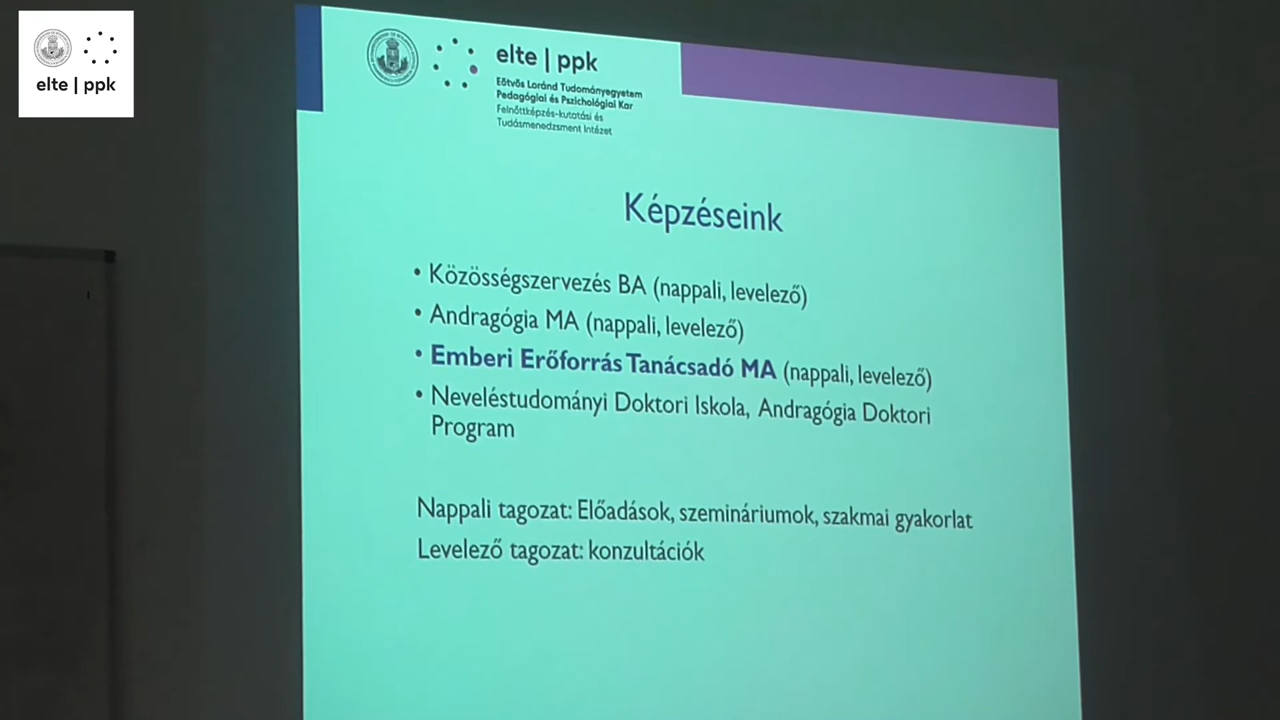 elte | ppk
elte | ppk
Eötvös Loránd Tudományegyetem
Pedagógiai és Pszichológiai Kar
Felnőttképzés-kutatási és
Tudásmenedzsment Intézet
Képzéseink
• Közösségszervezés BA (nappali, levelező)
• Andragógia MA (nappali, levelező)
• Emberi Erőforrás Tanácsadó MA (nappali, levelező)
• Neveléstudományi Doktori Iskola, Andragógia Doktori
Program
Nappali tagozat: Előadások, szemináriumok, szakmai gyakorlat
Levelező tagozat: konzultációk